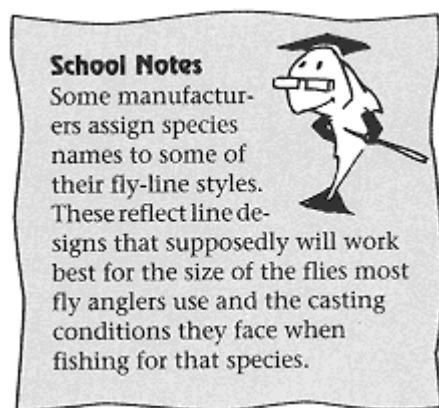 School Notes
Some manufactur-
ers assign species
names to some of
their fly-line styles.
These reflect line de-
signs that supposedly will work
best for the size of the flies most
fly anglers use and the casting
conditions they face when
fishing for that species.